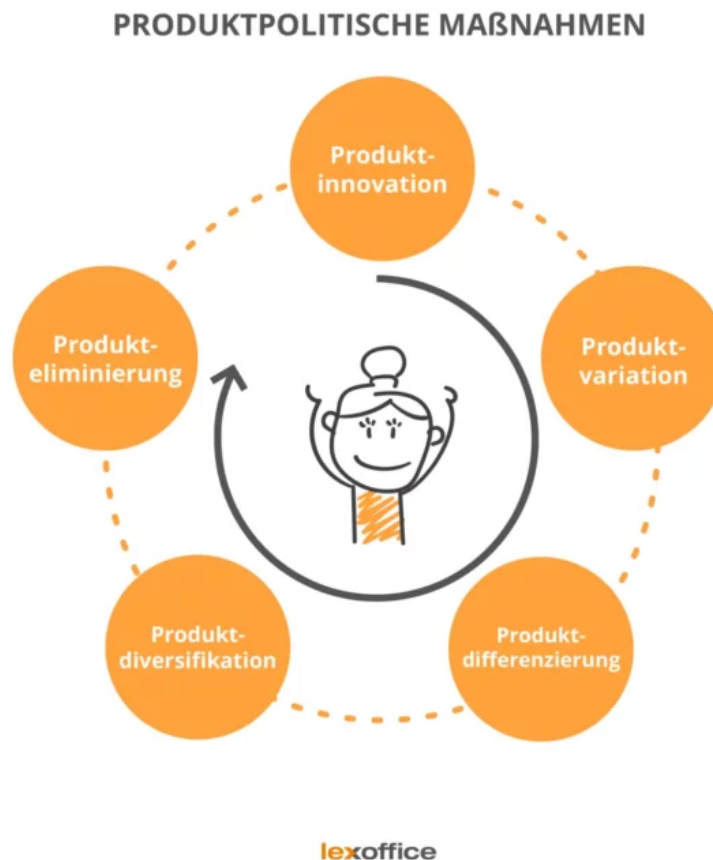 PRODUKTPOLITISCHE MAßNAHMEN
Produkt-
innovation
Produkt-
variation
Produkt-
differenzierung
Produkt-
diversifikation
Produkt-
eliminierung
lexoffice